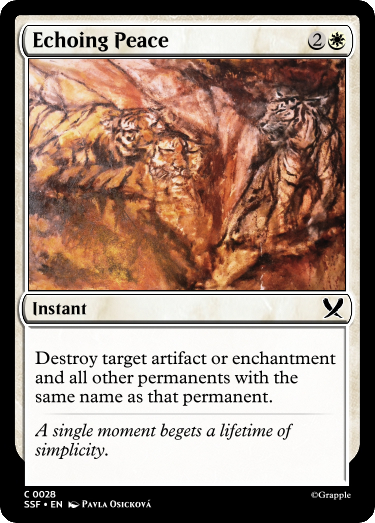 Echoing Peace 2
Instant
Destroy target artifact or enchantment
and all other permanents with the
same name as that permanent.
A single moment begets a lifetime of
simplicity.
C 0028
SSF • EN Pavla Osicková
©Grapple